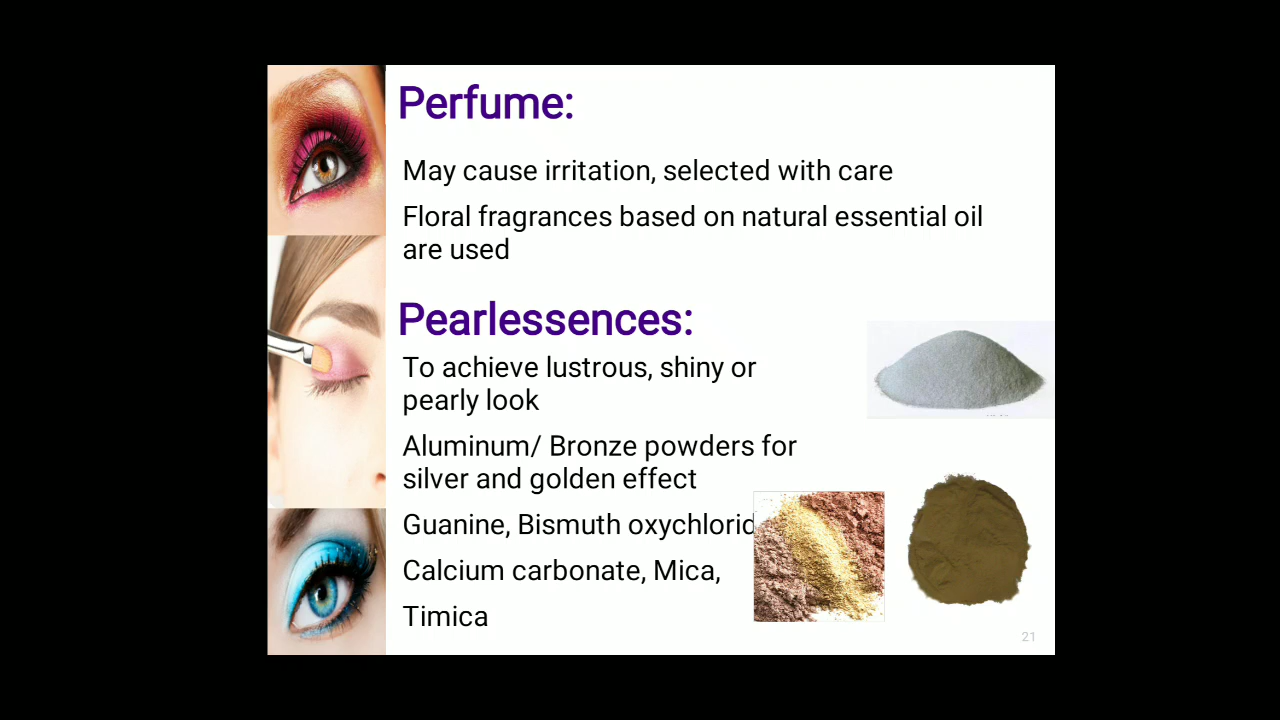 Perfume:
May cause irritation, selected with care
Floral fragrances based on natural essential oil
are used
Pearlessences:
To achieve lustrous, shiny or
pearly look
Aluminum/ Bronze powders for
silver and golden effect
Guanine, Bismuth oxychlorid
Calcium carbonate, Mica,
Timica
21